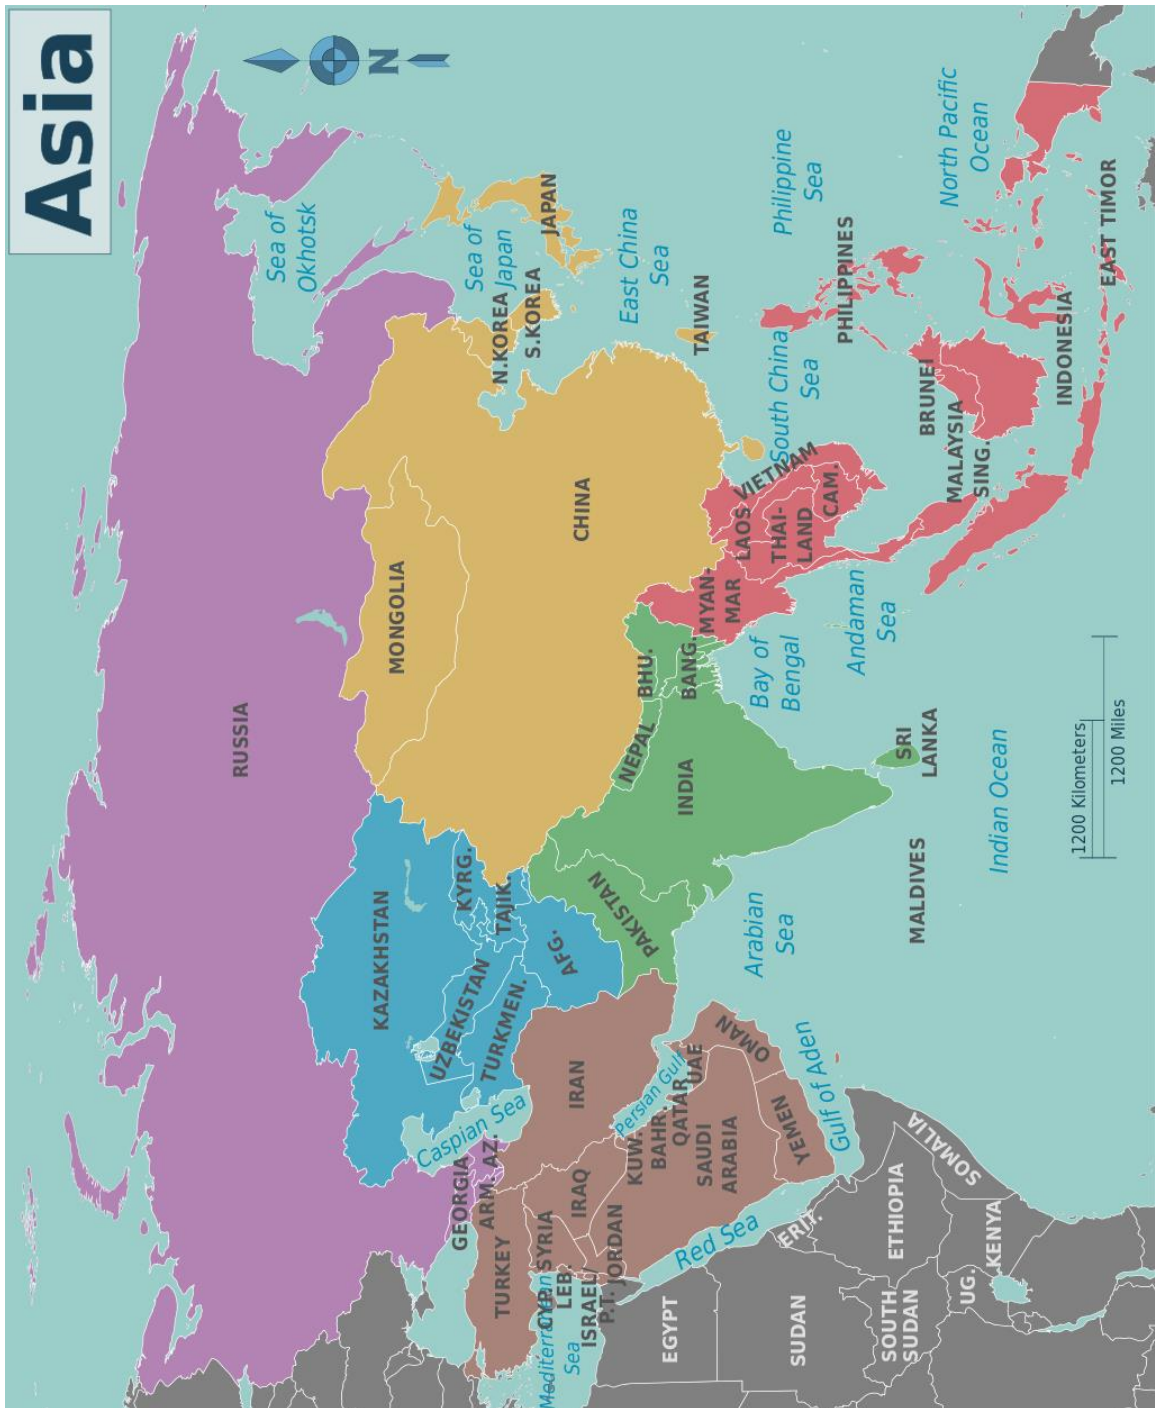 Asia
N
RUSSIA
Sea of
Okhotsk
KAZAKHSTAN
MONGOLIA
GEORGIA
ARM.
AZ.
Caspian Sea
UZBEKISTAN
TURKMEN.
KYRG.
TAJIK.
CHINA
N.KOREA
S.KOREA
Sea of
Japan
JAPAN
TURKEY
CYP.
SYRIA
LEB.
ISRAEL/
P.T.
JORDAN
IRAQ
IRAN
AFG.
PAKISTAN
NEPAL
BHU.
BANG.
INDIA
East China
Sea
TAIWAN
Mediterranean
Sea
KUW.
BAHR.
QATAR
UAE
Persian Gulf
SAUDI
ARABIA
OMAN
YEMEN
Red Sea
Gulf of Aden
Arabian
Sea
Bay of
Bengal
MYAN-
MAR
LAOS
THAI-
LAND
VIETNAM
CAM.
South China
Sea
Philippine
Sea
PHILIPPINES
EGYPT
SUDAN
SOUTH
SUDAN
ERIT.
ETHIOPIA
SOMALIA
UG.
KENYA
MALDIVES
SRI
LANKA
Andaman
Sea
BRUNEI
MALAYSIA
SING.
INDONESIA
EAST TIMOR
North Pacific
Ocean
Indian Ocean
1200 Kilometers
1200 Miles